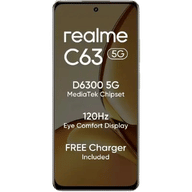 realme
C63 5G
D6300 5G
MediaTek Chipset
120Hz
Eye Comfort Display
FREE Charger
Included